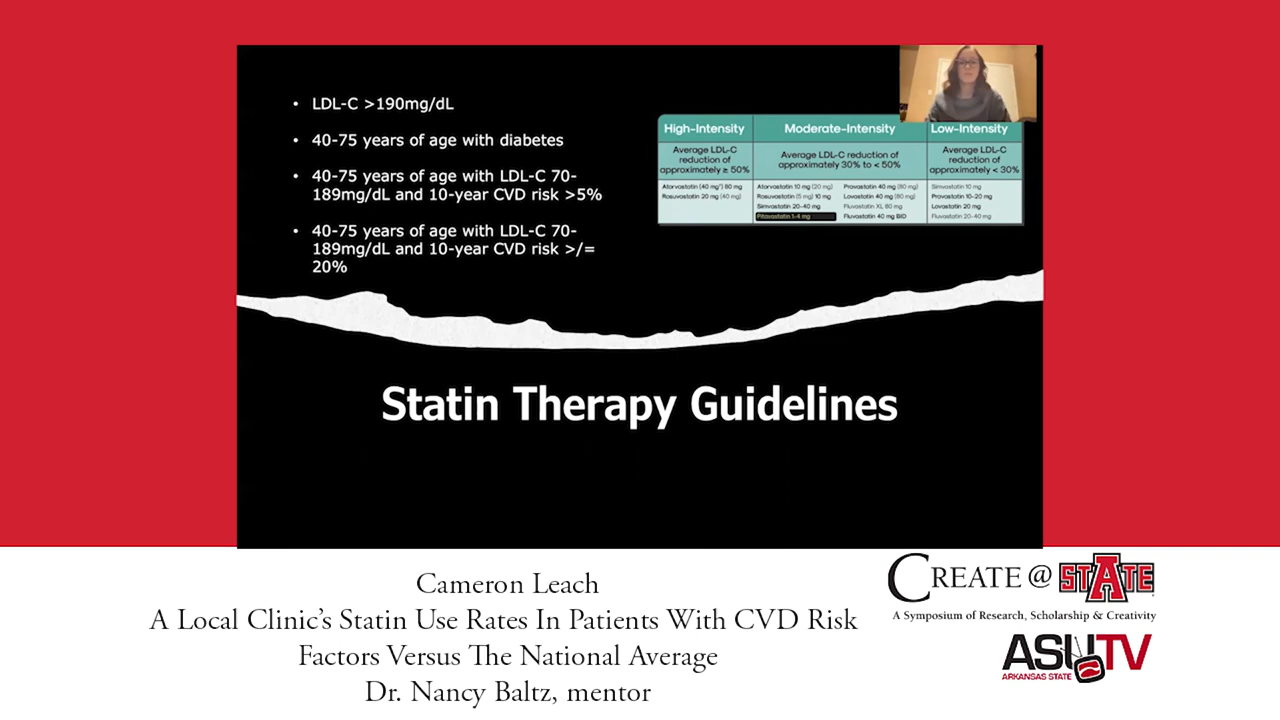 • LDL-C >190mg/dL
• 40-75 years of age with diabetes
• 40-75 years of age with LDL-C 70-
189mg/dL and 10-year CVD risk >5%
• 40-75 years of age with LDL-C 70-
189mg/dL and 10-year CVD risk >/=
20%
High-Intensity
Average LDL-C
reduction of
approximately ≥ 50%
Atorvastatin (40 mg*) 80 mg
Rosuvastatin 20 mg (40 mg)
Moderate-Intensity
Average LDL-C reduction of
approximately 30% to < 50%
Atorvastatin 10 mg (20 mg)
Rosuvastatin (5 mg) 10 mg
Simvastatin 20-40 mg
Pitavastatin 1-4 mg
Pravastatin 40 mg (80 mg)
Lovastatin 40 mg (80 mg)
Fluvastatin XL 80 mg
Fluvastatin 40 mg BID
Low-Intensity
Average LDL-C
reduction of
approximately < 30%
Simvastatin 10 mg
Pravastatin 10-20 mg
Lovastatin 20 mg
Fluvastatin 20-40 mg
Statin Therapy Guidelines
Cameron Leach
A Local Clinic's Statin Use Rates In Patients With CVD Risk
Factors Versus The National Average
Dr. Nancy Baltz, mentor
CREATE @ STATE
A Symposium of Research, Scholarship & Creativity
ASUTV
ARKANSAS STATE